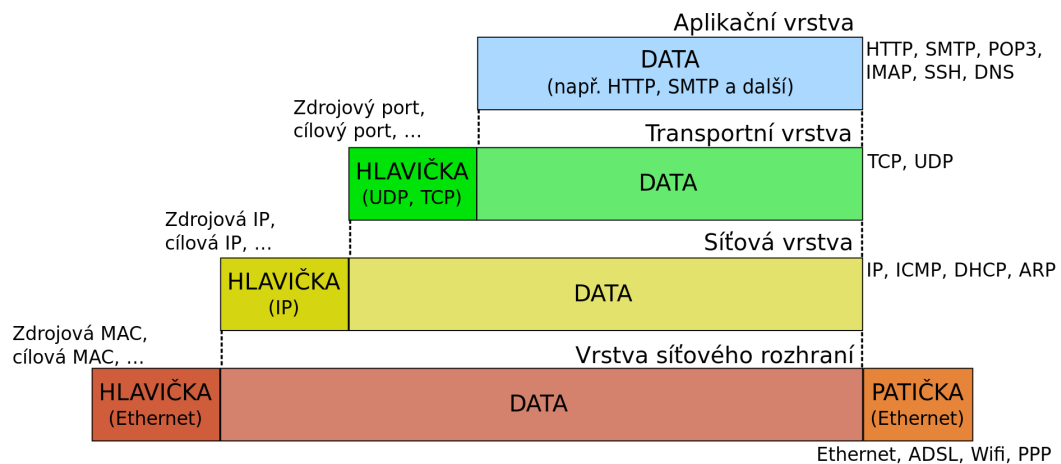 Aplikační vrstva
DATA
(např. HTTP, SMTP a další)
HTTP, SMTP, POP3,
IMAP, SSH, DNS
Zdrojový port,
cílový port, ...
Transportní vrstva
HLAVIČKA
(UDP, TCP)
DATA
TCP, UDP
Zdrojová IP,
cílová IP, ...
Síťová vrstva
HLAVIČKA
(IP)
DATA
IP, ICMP, DHCP, ARP
Zdrojová MAC,
cílová MAC, ...
Vrstva síťového rozhraní
HLAVIČKA
(Ethernet)
DATA
PATIČKA
(Ethernet)
Ethernet, ADSL, Wifi, PPP